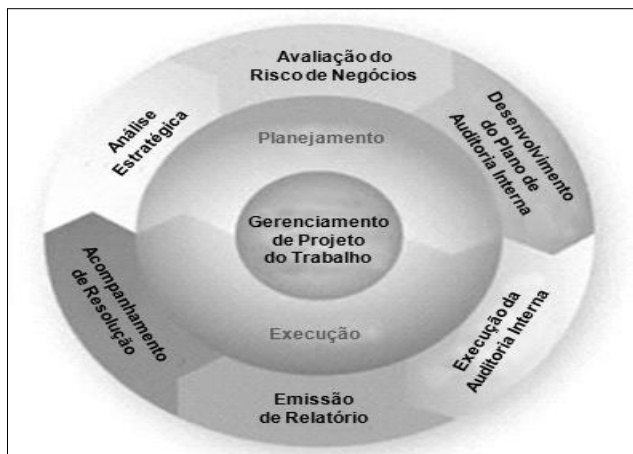 Avaliação do
Risco de Negócios
Desenvolvimento
do Plano de
Auditoria Interna
Execução da
Auditoria Interna
Emissão
de Relatório
Acompanhamento
de Resolução
Análise
Estratégica
Planejamento
Gerenciamento
de Projeto
do Trabalho
Execução